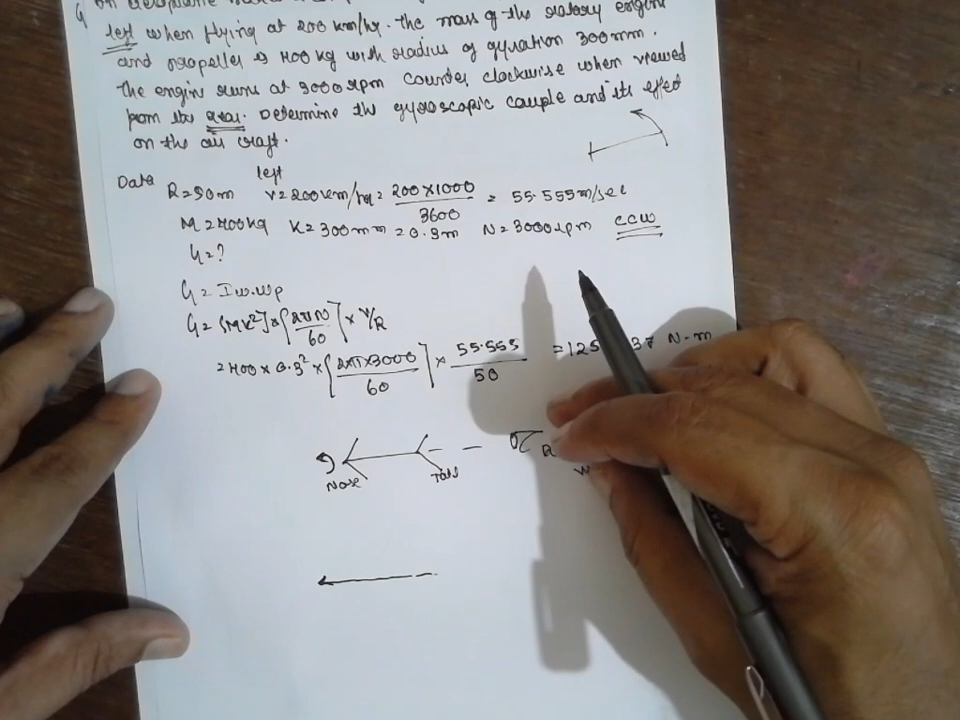 left when flying at 200 km/hr. the mass of the rotary engine
and propeller is 400 kg with radius of gyration 300mm.
the engine runs at 3000 rpm counter clockwise when viewed
from the rear. Determine the gyroscopic couple and its effect
on the air craft.
left
Data R=50m V=200km/hr= 200×1000 / 3600 = 55.555m/sec
M=400kg K=300mm=0.3m N=3000rpm CCW
G=?
G= Iω.ωp
G= [MK²]×[2πN/60]×V/R
=400×0.3²×[2×π×3000/60]× 55.555/50 =125 37 N-m
Nose Tail R